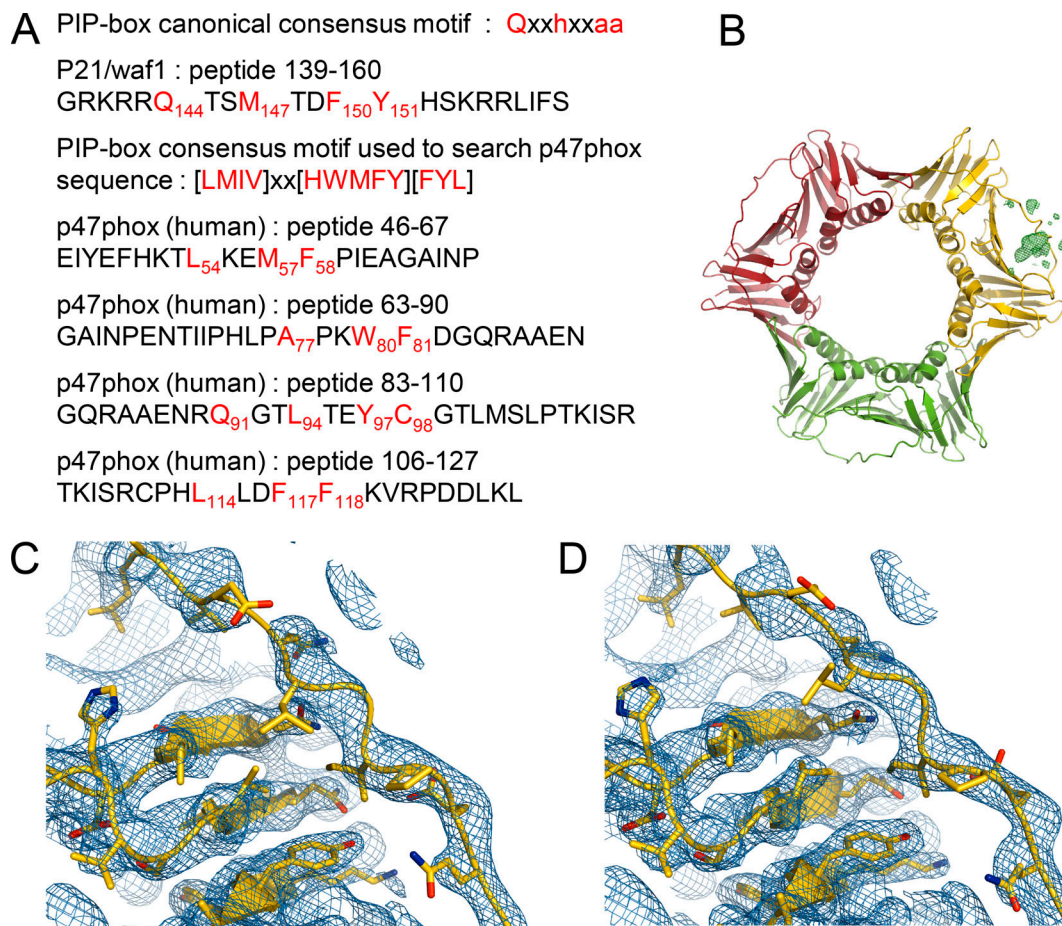 A
PIP-box canonical consensus motif : Qxxhxxaa
P21/waf1 : peptide 139-160
GRKRRQ144TSM147TDF150Y151HSKRRLIFS
PIP-box consensus motif used to search p47phox
sequence : [LMIV]xx[HWMFY][FYL]
p47phox (human) : peptide 46-67
EIYEFHKTL54KEM57F58PIEAGAINP
p47phox (human) : peptide 63-90
GAINPENTIIPHLPA77PKW80F81DGQRAAEN
p47phox (human) : peptide 83-110
GQRAAENRQ91GTL94TEY97C98GTLMSLPTKISR
p47phox (human) : peptide 106-127
TKISRCPHL114LDF117F118KVRPDDLKL
B
C
D